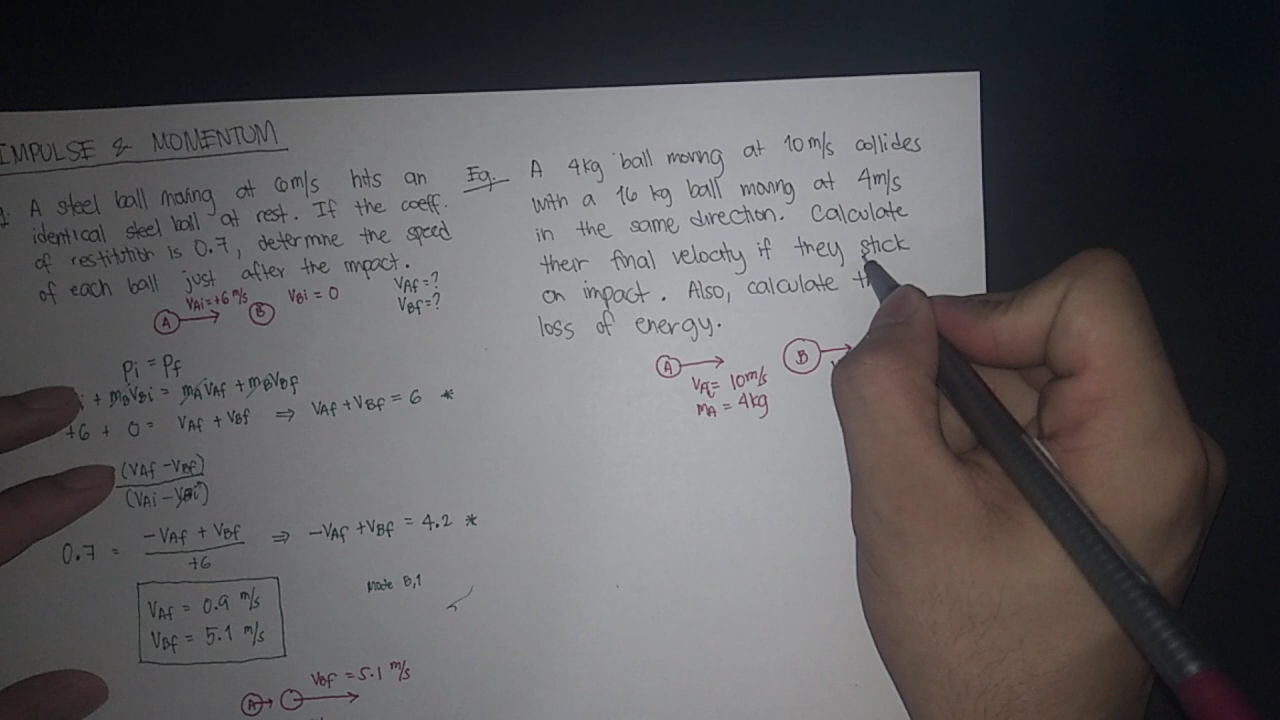 IMPULSE & MOMENTUM
A steel ball moving at 6m/s hits an
identical steel ball at rest. If the coeff.
of restitution is 0.7, determine the speed
of each ball just after the impact.
VAi=+6 m/s
VBi = 0
VAf = ?
VBf = ?
A
B
Pi = Pf
+ mBVBi = mAVAf + mBVBf
+6 + 0 = VAf + VBf ⇒ VAf + VBf = 6 *
(VAf - VBf)
(VAi - VBi)
0.7 = -VAf + VBf ⇒ -VAf + VBf = 4.2 *
+6
Mode 5,1
VAf = 0.9 m/s
VBf = 5.1 m/s
VBf = 5.1 m/s
A
Eg. A 4kg ball moving at 10m/s collides
with a 16 kg ball moving at 4m/s
in the same direction. Calculate
their final velocity if they stick
on impact. Also, calculate
loss of energy.
A
B
VAi = 10m/s
mA = 4kg